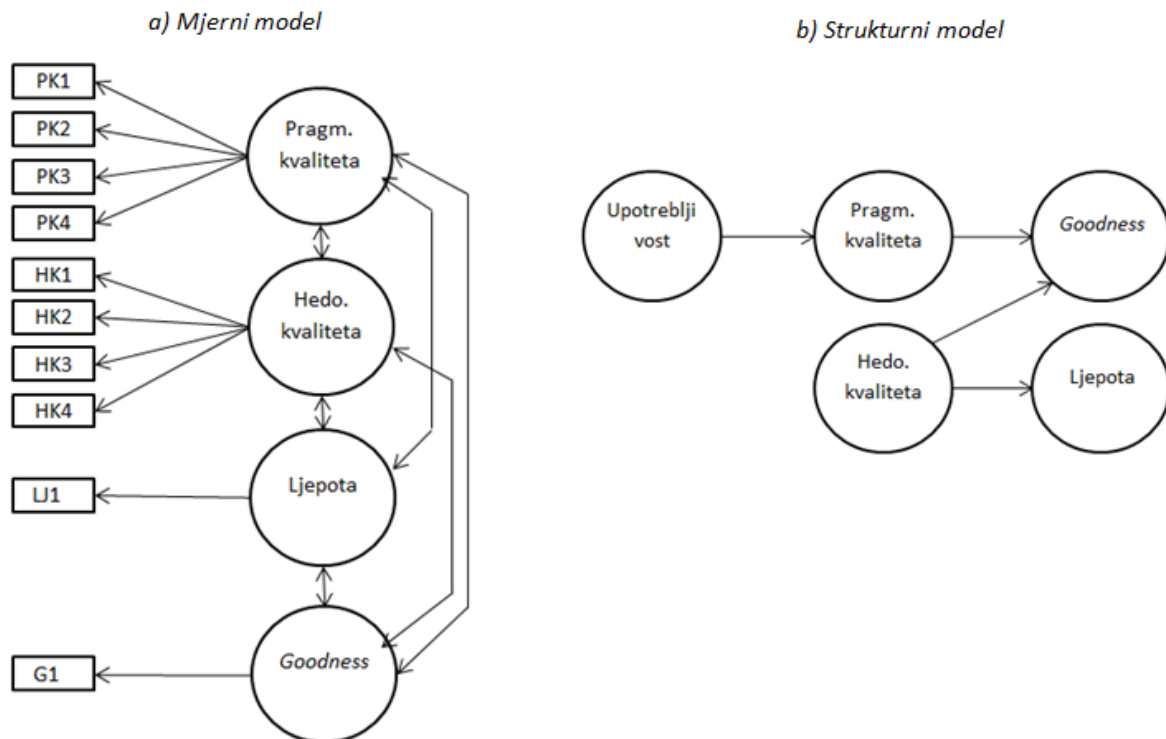 a) Mjerni model
PK1
PK2
PK3
PK4
HK1
HK2
HK3
HK4
LJ1
G1
Pragm.
kvaliteta
Hedo.
kvaliteta
Ljepota
Goodness
b) Strukturni model
Upotreblji
vost
Pragm.
kvaliteta
Goodness
Hedo.
kvaliteta
Ljepota